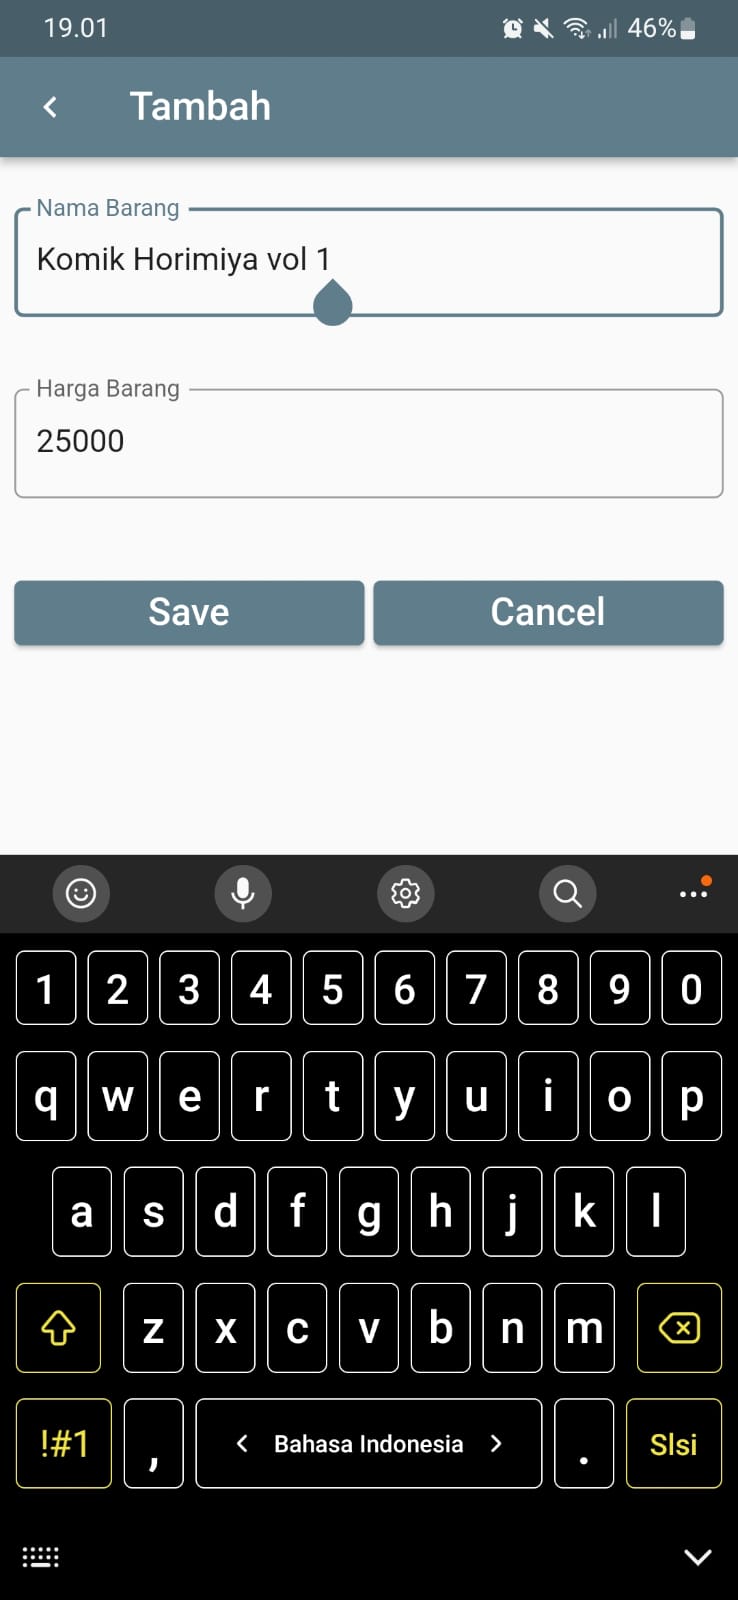 19.01 46%
Tambah
Nama Barang
Komik Horimiya vol 1
Harga Barang
25000
Save Cancel
1 2 3 4 5 6 7 8 9 0
q w e r t y u i o p
a s d f g h j k l
z x c v b n m
!#1 , < Bahasa Indonesia > . Slsi